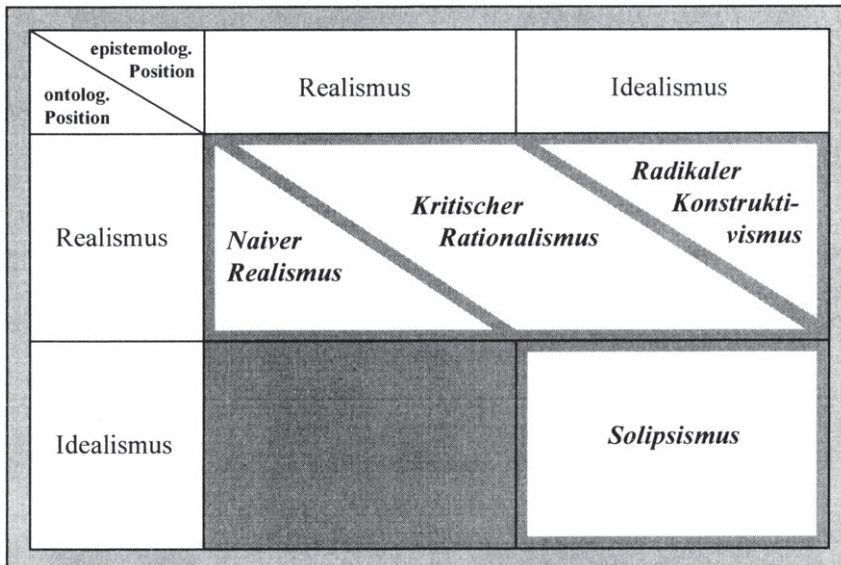 epistemolog.
Position
ontolog.
Position
Realismus
Idealismus
Realismus
Naiver
Realismus
Kritischer
Rationalismus
Radikaler
Konstrukti-
vismus
Idealismus
Solipsismus